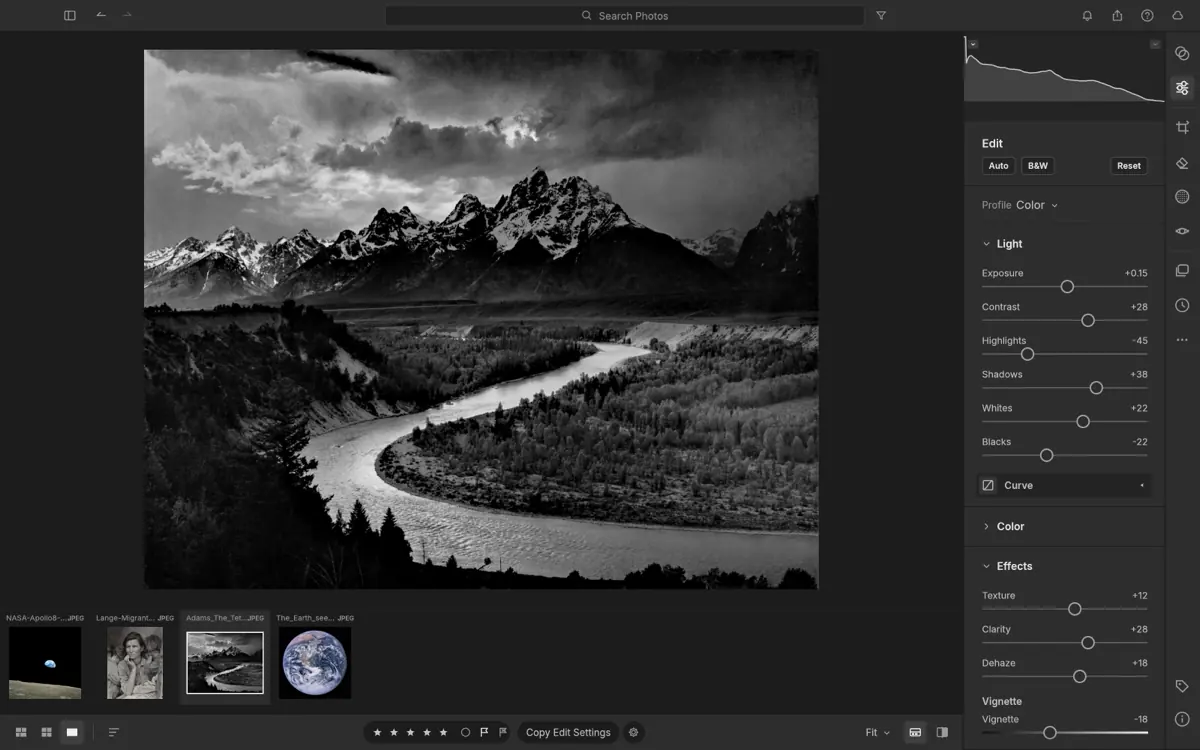 Search Photos
Edit
Auto B&W Reset
Profile Color
Light
Exposure +0.15
Contrast +28
Highlights -45
Shadows +38
Whites +22
Blacks -22
Curve
Color
Effects
Texture +12
Clarity +28
Dehaze +18
Vignette
Vignette -18
NASA-Apollo8-... JPEG Lange-Migrant... JPEG Adams_The_Tet... JPEG The_Earth_see... JPEG
Copy Edit Settings Fit